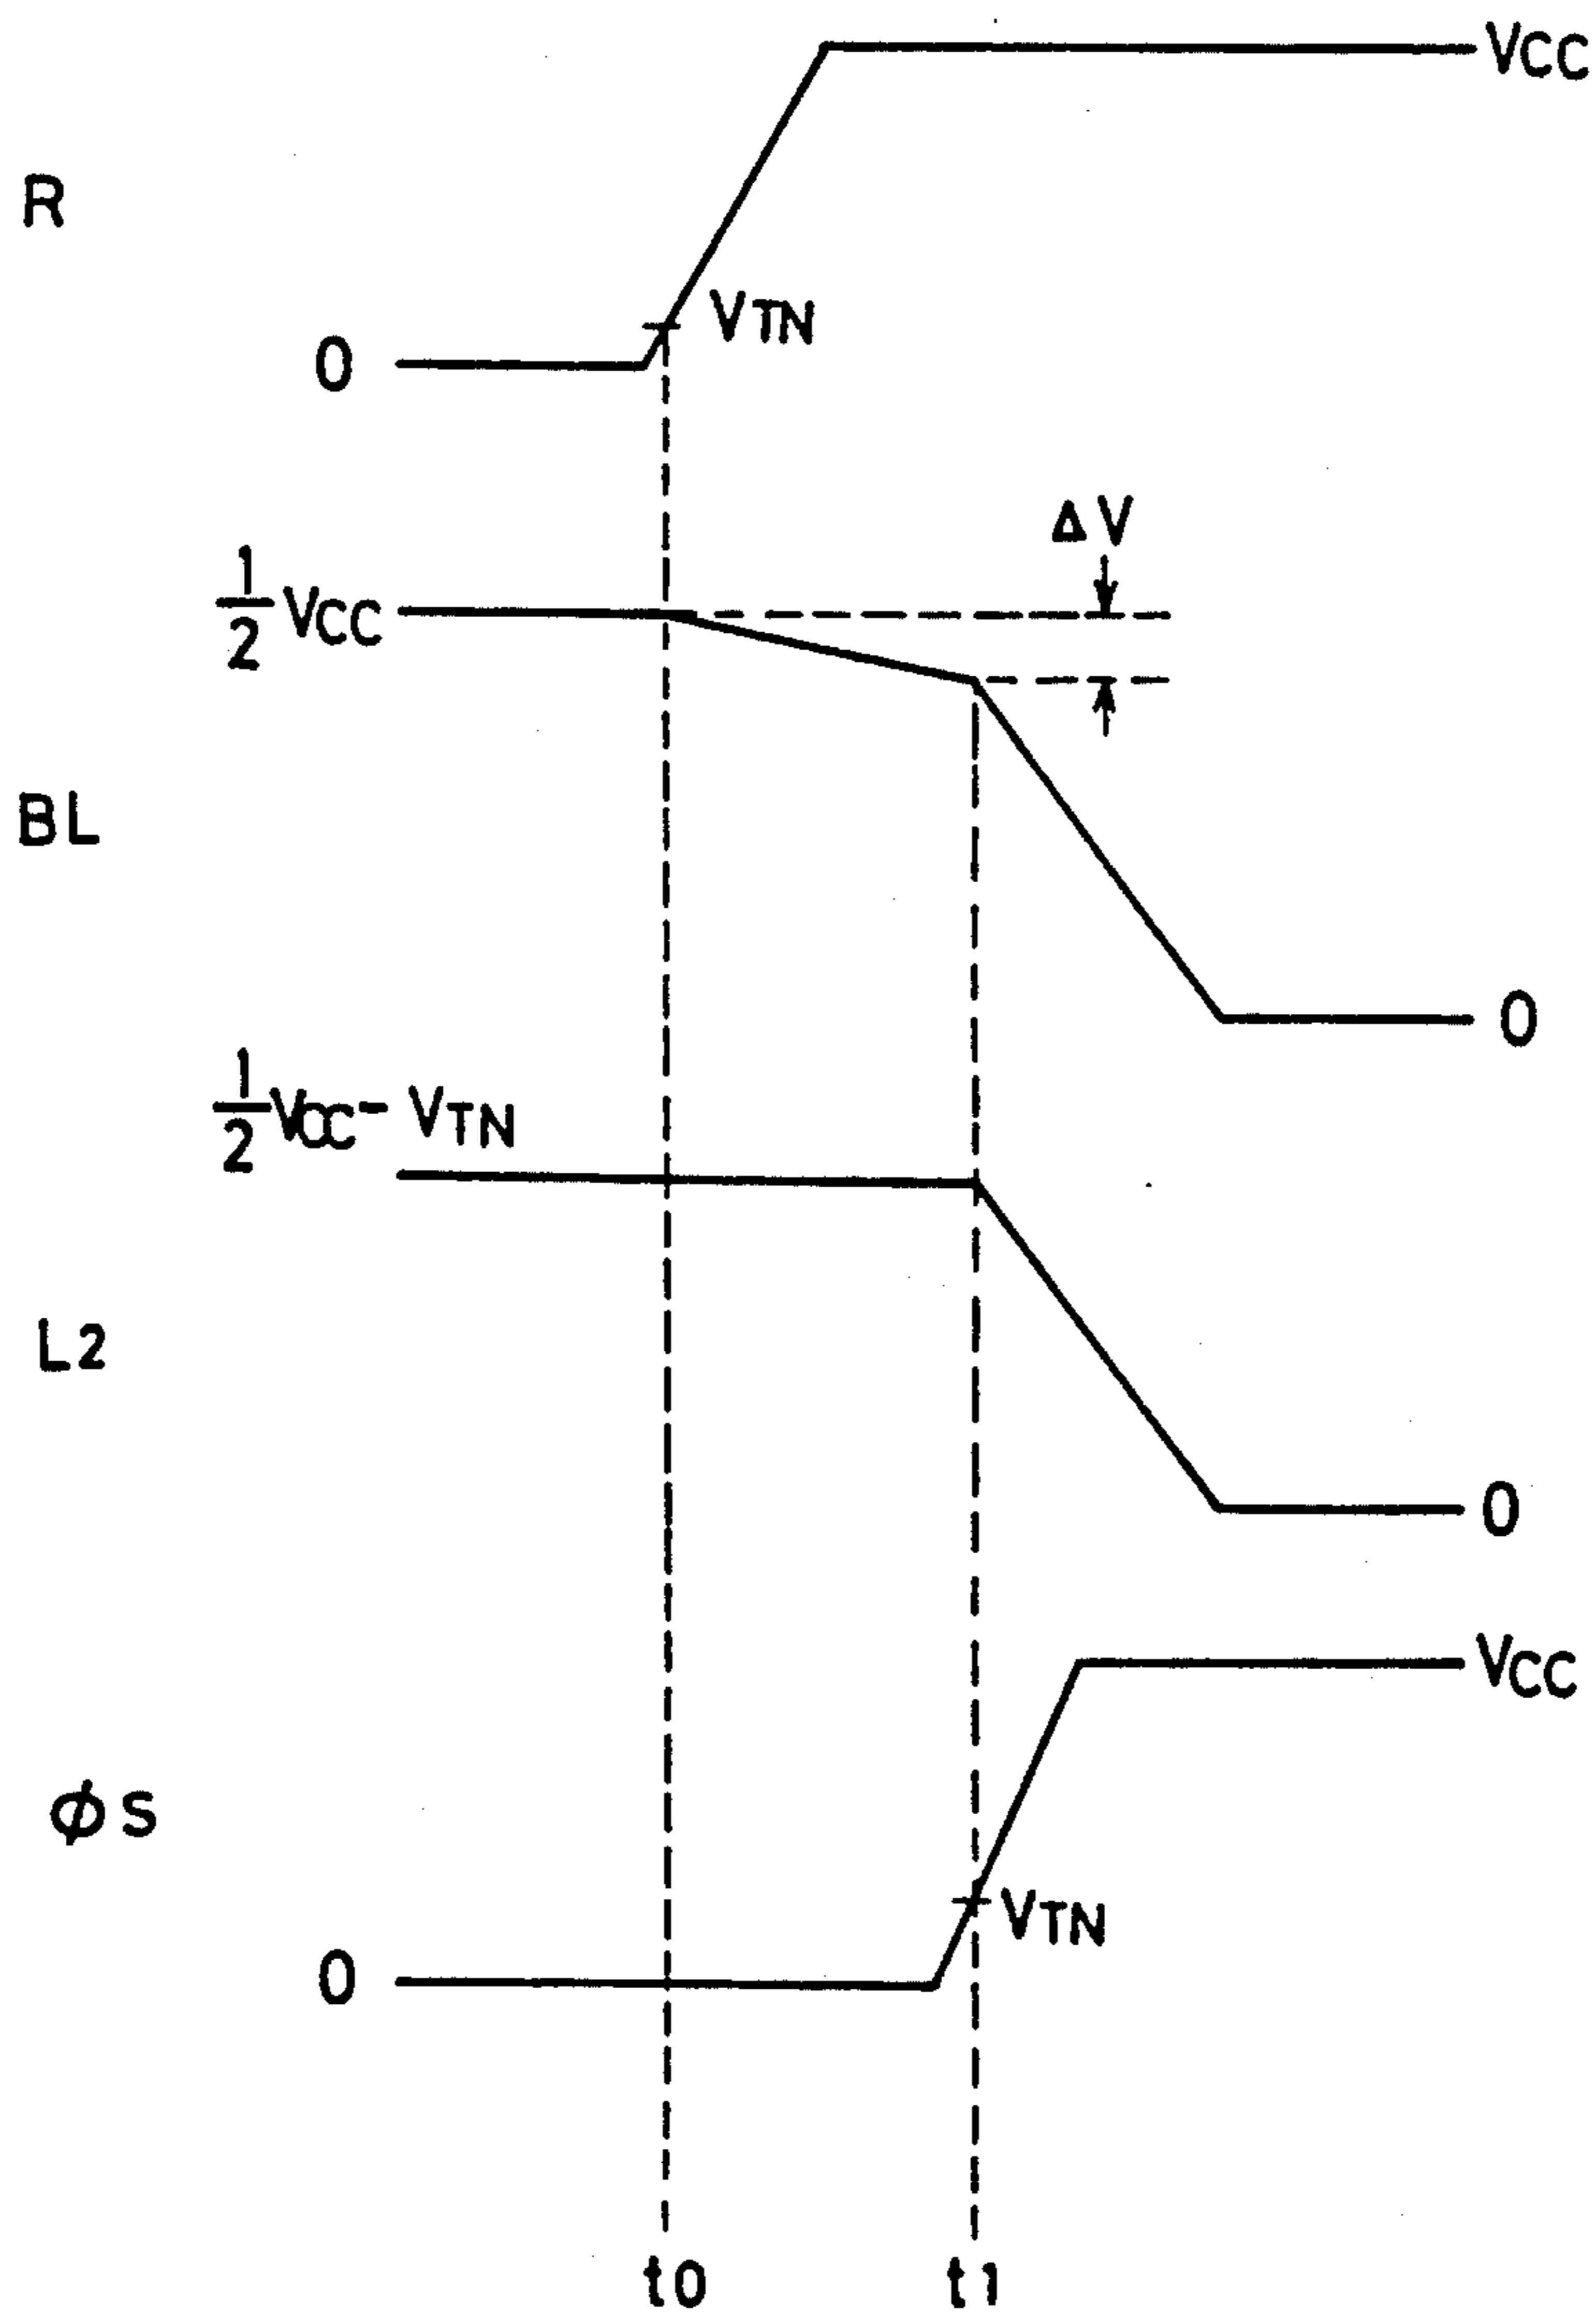 VCC
R
VTN
0
ΔV
1/2 VCC
BL
0
1/2 VCC - VTN
L2
0
VCC
φS
VTN
0
t0 t1